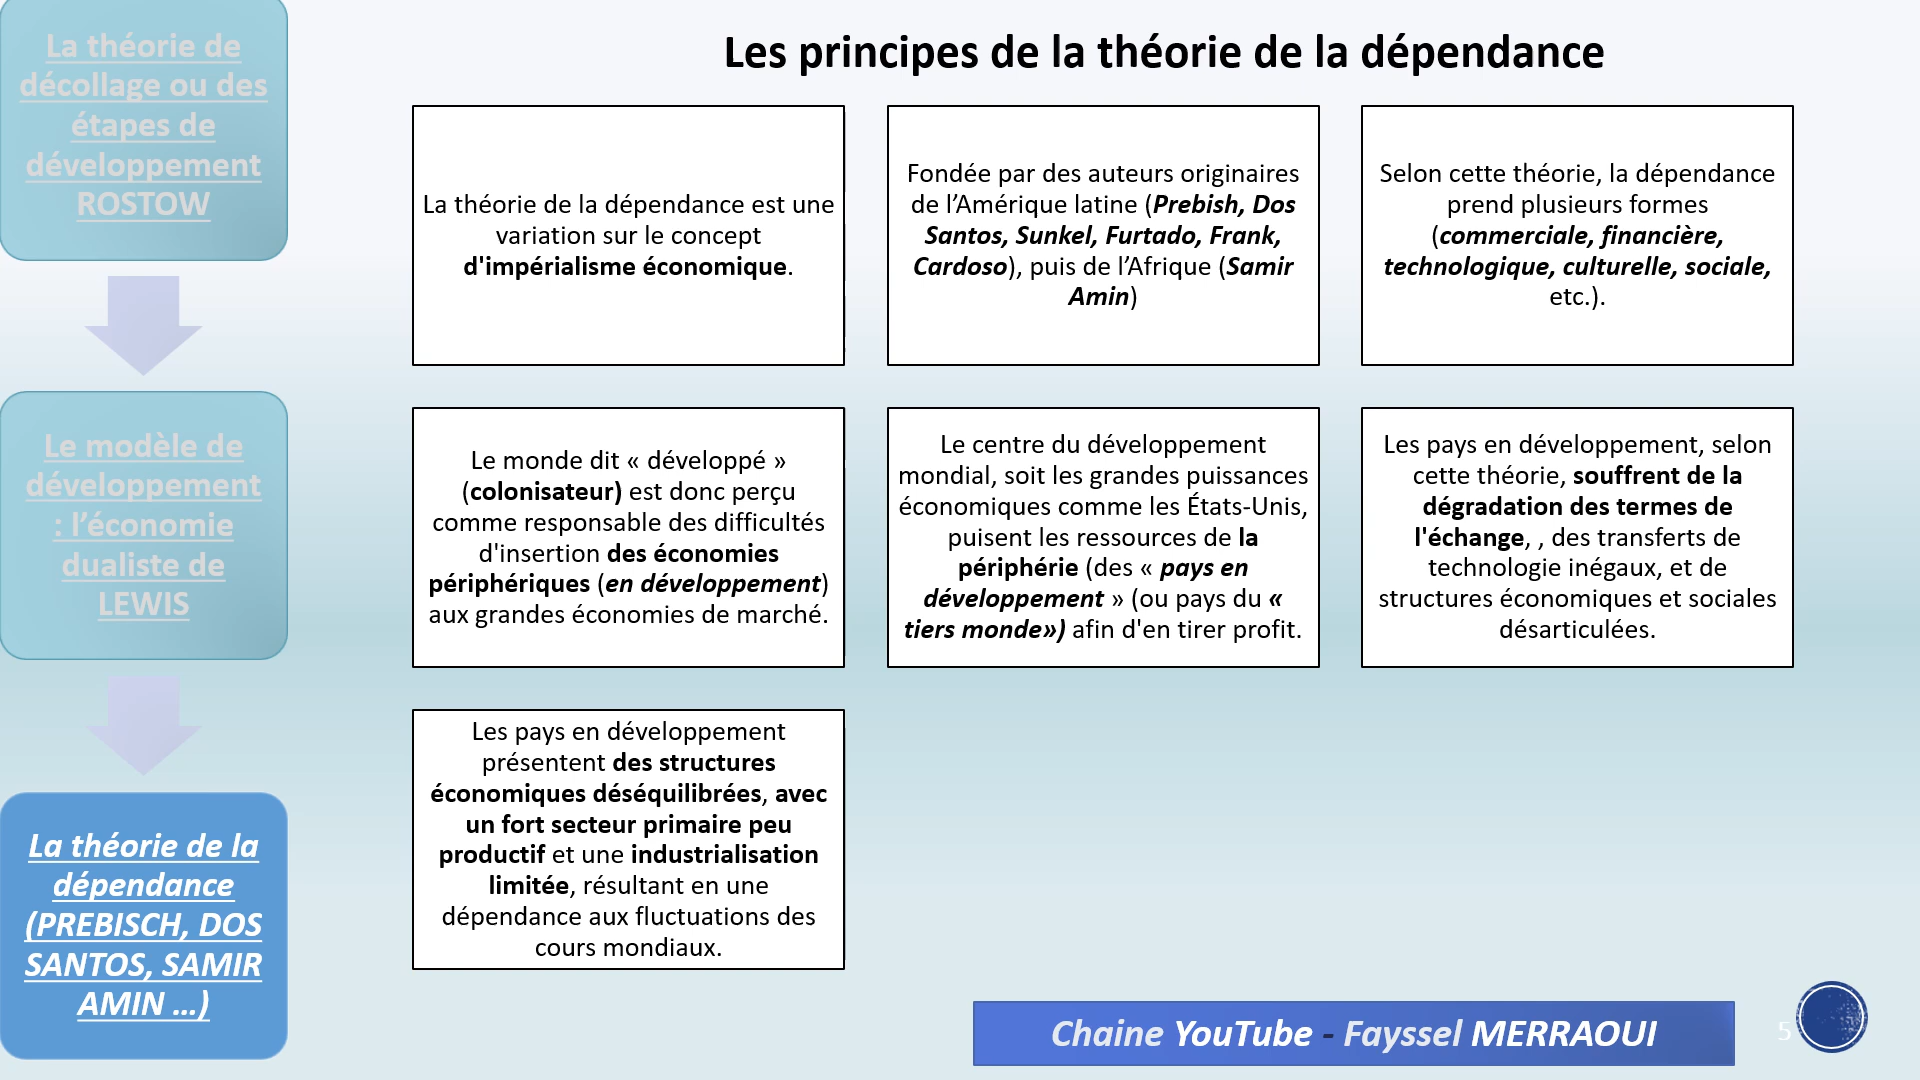 La théorie de
décollage ou des
étapes de
développement
ROSTOW
Le modèle de
développement
: l’économie
dualiste de
LEWIS
La théorie de la
dépendance
(PREBISCH, DOS
SANTOS, SAMIR
AMIN ...)
Les principes de la théorie de la dépendance
La théorie de la dépendance est une
variation sur le concept
d'impérialisme économique.
Fondée par des auteurs originaires
de l’Amérique latine (Prebish, Dos
Santos, Sunkel, Furtado, Frank,
Cardoso), puis de l’Afrique (Samir
Amin)
Selon cette théorie, la dépendance
prend plusieurs formes
(commerciale, financière,
technologique, culturelle, sociale,
etc.).
Le monde dit « développé »
(colonisateur) est donc perçu
comme responsable des difficultés
d'insertion des économies
périphériques (en développement)
aux grandes économies de marché.
Le centre du développement
mondial, soit les grandes puissances
économiques comme les États-Unis,
puisent les ressources de la
périphérie (des « pays en
développement » (ou pays du «
tiers monde») afin d'en tirer profit.
Les pays en développement, selon
cette théorie, souffrent de la
dégradation des termes de
l'échange, , des transferts de
technologie inégaux, et de
structures économiques et sociales
désarticulées.
Les pays en développement
présentent des structures
économiques déséquilibrées, avec
un fort secteur primaire peu
productif et une industrialisation
limitée, résultant en une
dépendance aux fluctuations des
cours mondiaux.
Chaine YouTube - Fayssel MERRAOUI
5